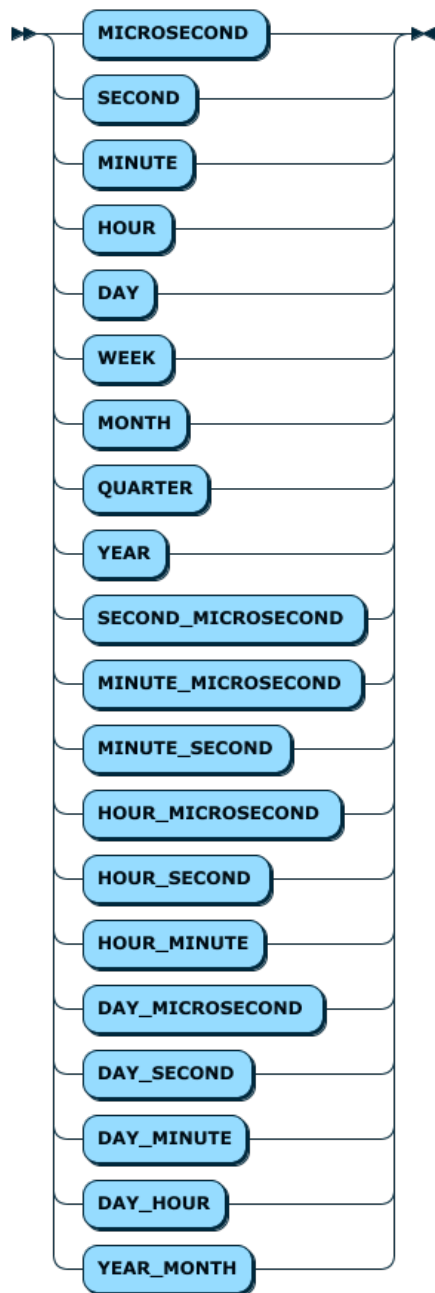 MICROSECOND
SECOND
MINUTE
HOUR
DAY
WEEK
MONTH
QUARTER
YEAR
SECOND_MICROSECOND
MINUTE_MICROSECOND
MINUTE_SECOND
HOUR_MICROSECOND
HOUR_SECOND
HOUR_MINUTE
DAY_MICROSECOND
DAY_SECOND
DAY_MINUTE
DAY_HOUR
YEAR_MONTH